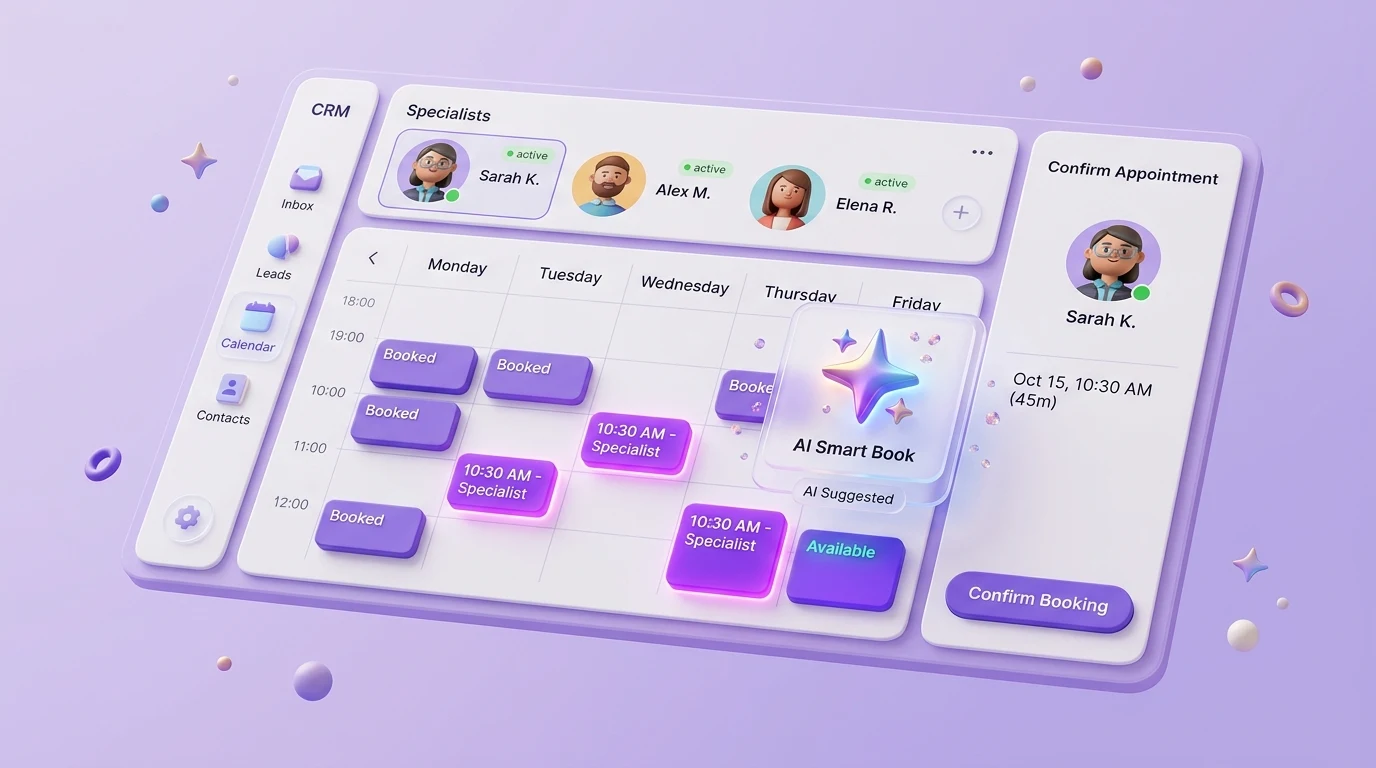 CRM
Inbox
Leads
Calendar
Contacts
Specialists
active
Sarah K.
active
Alex M.
active
Elena R.
Monday
Tuesday
Wednesday
Thursday
Friday
18:00
19:00
10:00
11:00
12:00
Booked
Booked
Booked
Booked
10:30 AM -
Specialist
10:30 AM -
Specialist
10:30 AM -
Specialist
Booke
Available
AI Smart Book
AI Suggested
Confirm Appointment
Sarah K.
Oct 15, 10:30 AM
(45m)
Confirm Booking